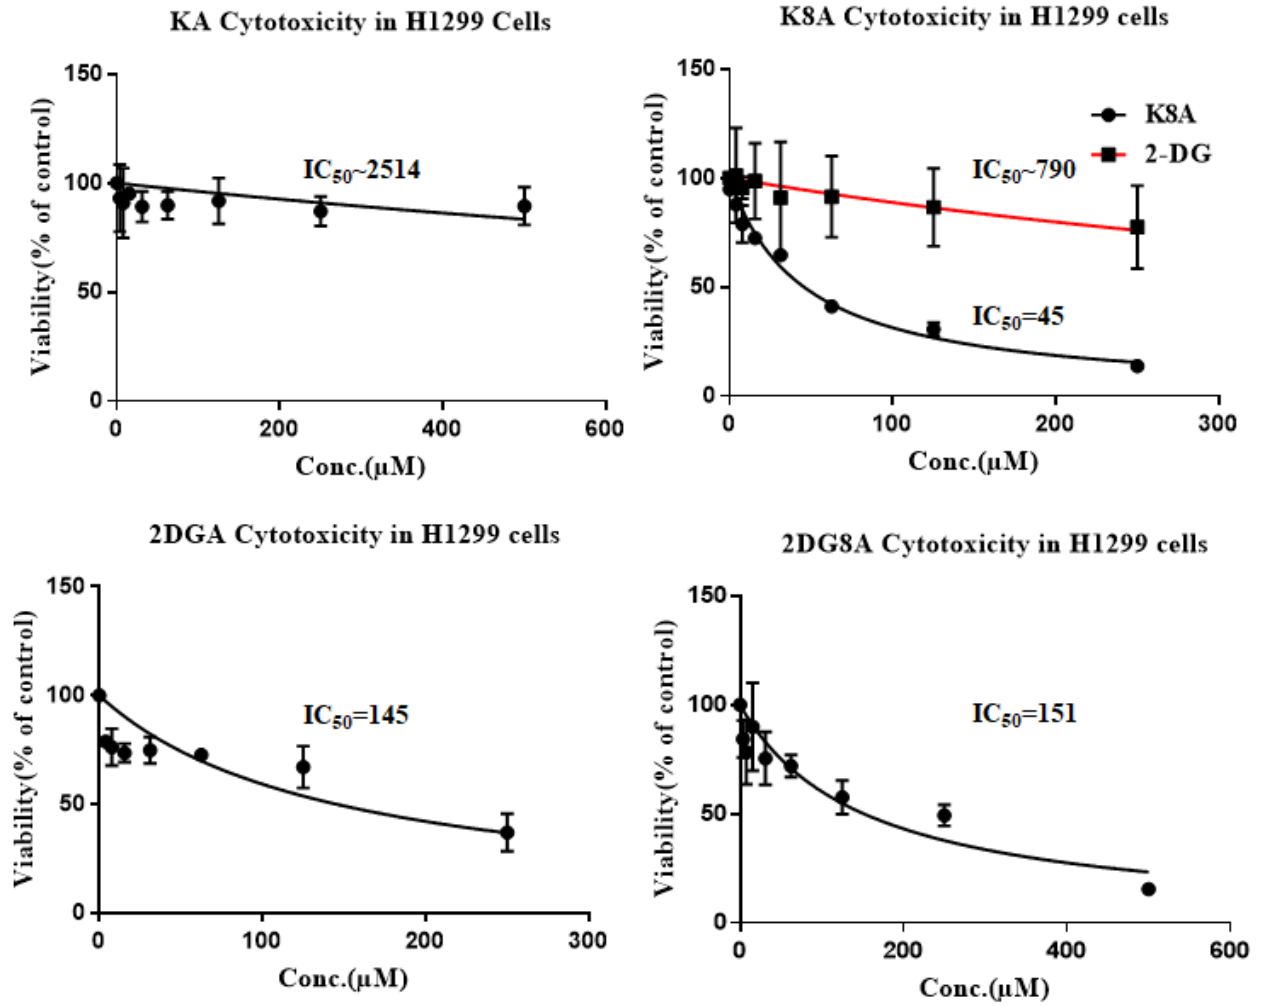 KA Cytotoxicity in H1299 Cells
Viability(% of control)
150
100
50
0
IC50~2514
0 200 400 600
Conc.(µM)
K8A Cytotoxicity in H1299 cells
Viability(% of control)
150
100
50
0
K8A
2-DG
IC50~790
IC50=45
0 100 200 300
Conc.(µM)
2DGA Cytotoxicity in H1299 cells
Viability(% of control)
150
100
50
0
IC50=145
0 100 200 300
Conc.(µM)
2DG8A Cytotoxicity in H1299 cells
Viability(% of control)
150
100
50
0
IC50=151
0 200 400 600
Conc.(µM)